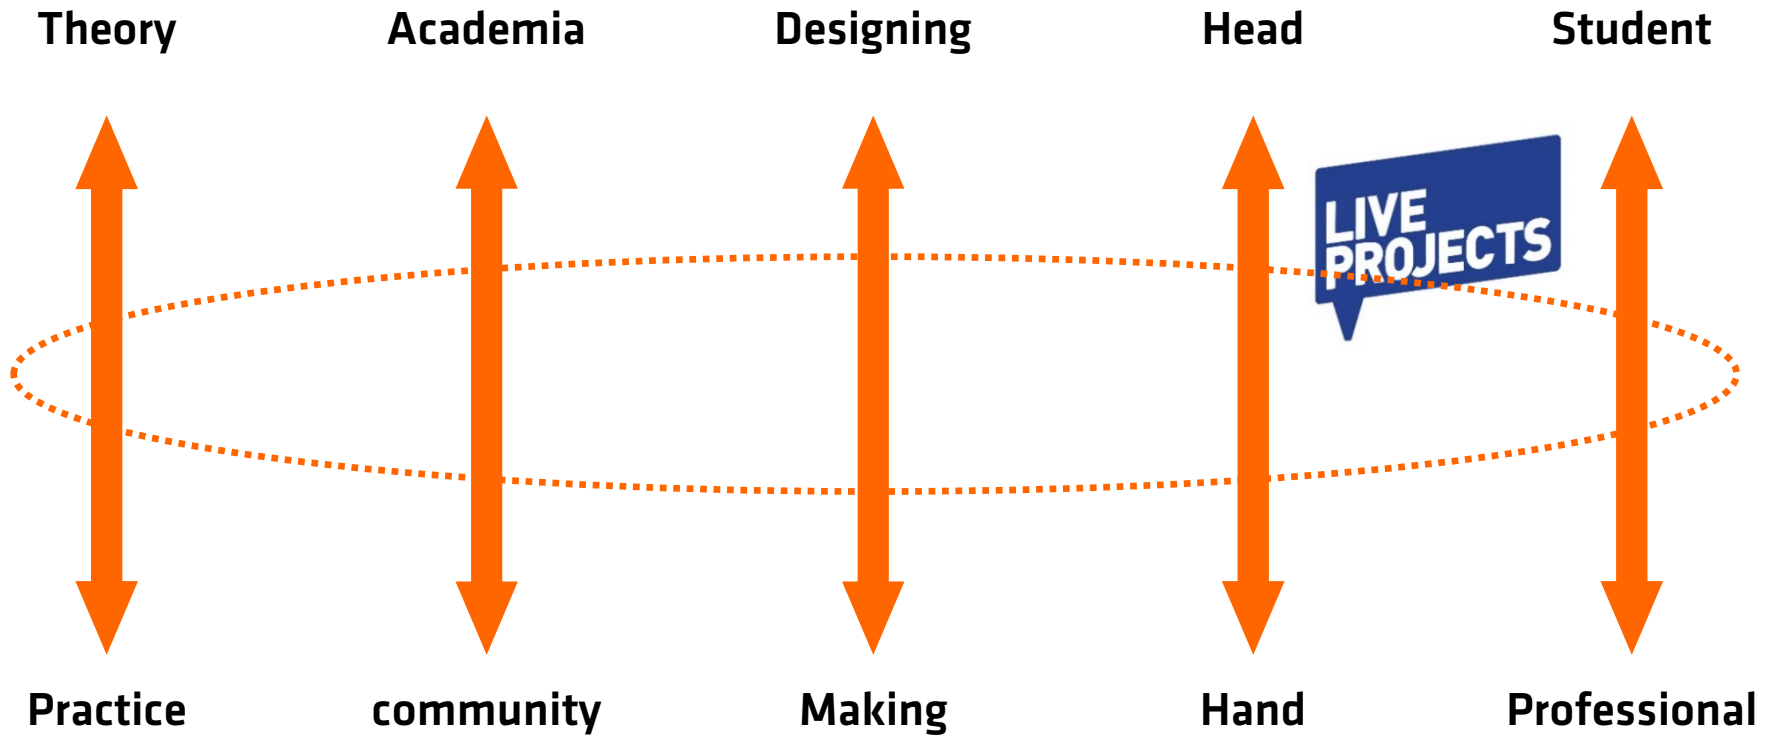 Theory Academia Designing Head Student
LIVE
PROJECTS
Practice community Making Hand Professional